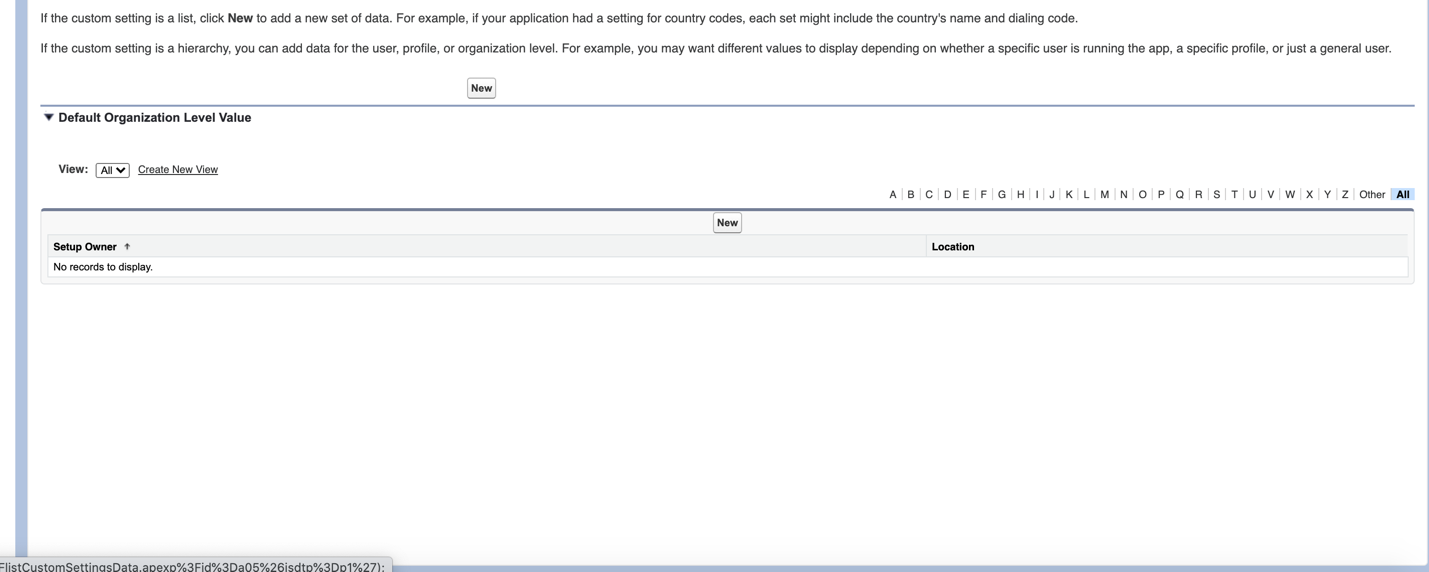 If the custom setting is a list, click New to add a new set of data. For example, if your application had a setting for country codes, each set might include the country's name and dialing code.
If the custom setting is a hierarchy, you can add data for the user, profile, or organization level. For example, you may want different values to display depending on whether a specific user is running the app, a specific profile, or just a general user.
New
Default Organization Level Value
View: All Create New View
A | B | C | D | E | F | G | H | I | J | K | L | M | N | O | P | Q | R | S | T | U | V | W | X | Y | Z | Other | All
New
Setup Owner ↑ Location
No records to display.
FlistCustomSettingsData.apexp%3Fid%3Da05%26isdtp%3Dp1%27);